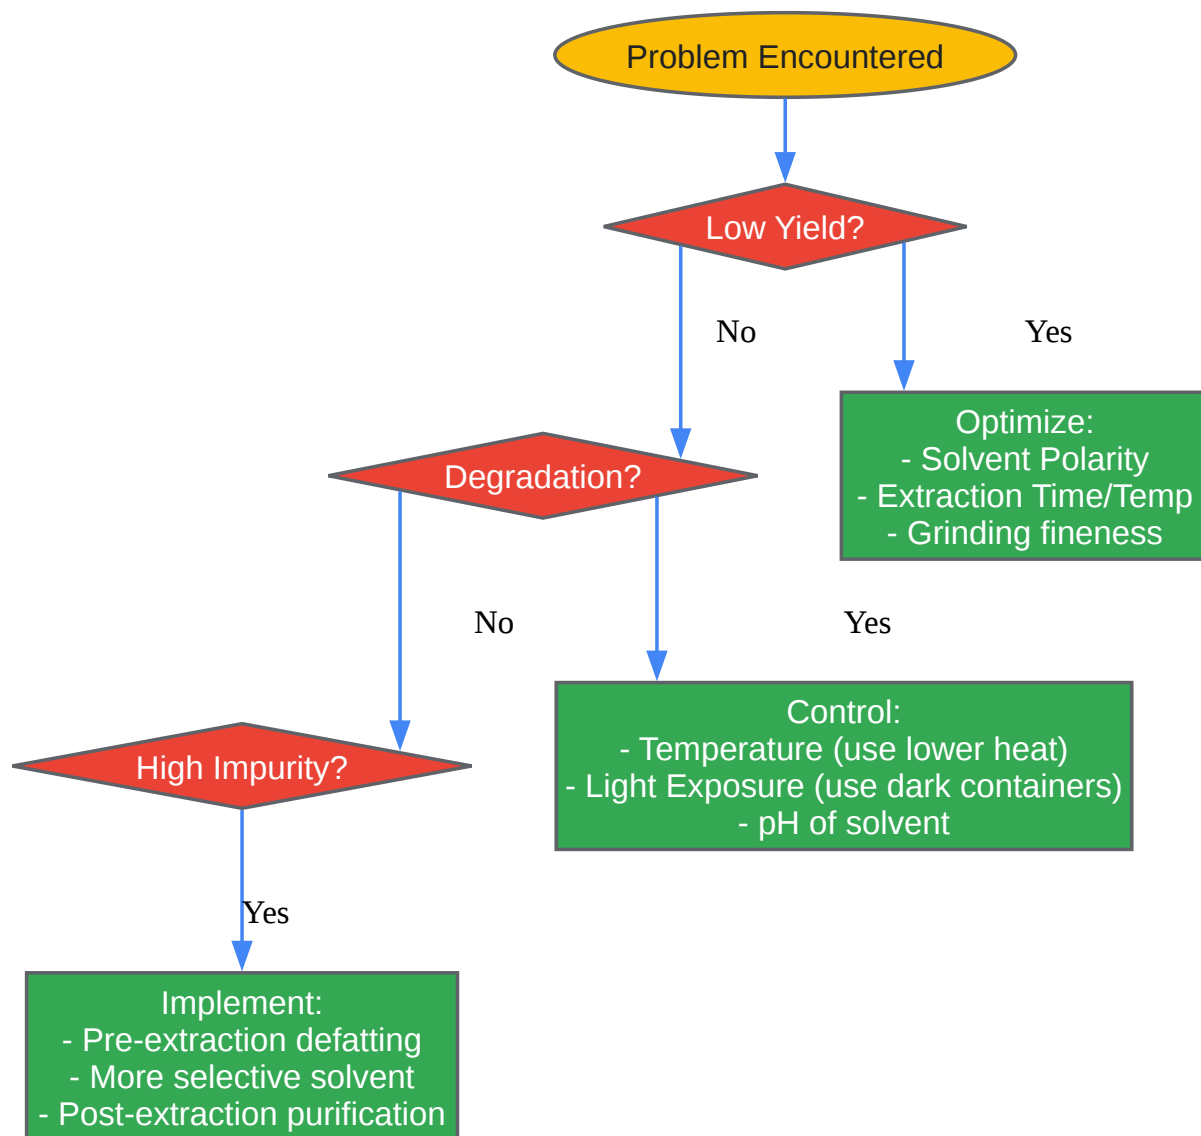 Problem Encountered
Low Yield?
No
Yes
Optimize:
- Solvent Polarity
- Extraction Time/Temp
- Grinding fineness
Degradation?
No
Yes
Control:
- Temperature (use lower heat)
- Light Exposure (use dark containers)
- pH of solvent
High Impurity?
Yes
Implement:
- Pre-extraction defatting
- More selective solvent
- Post-extraction purification